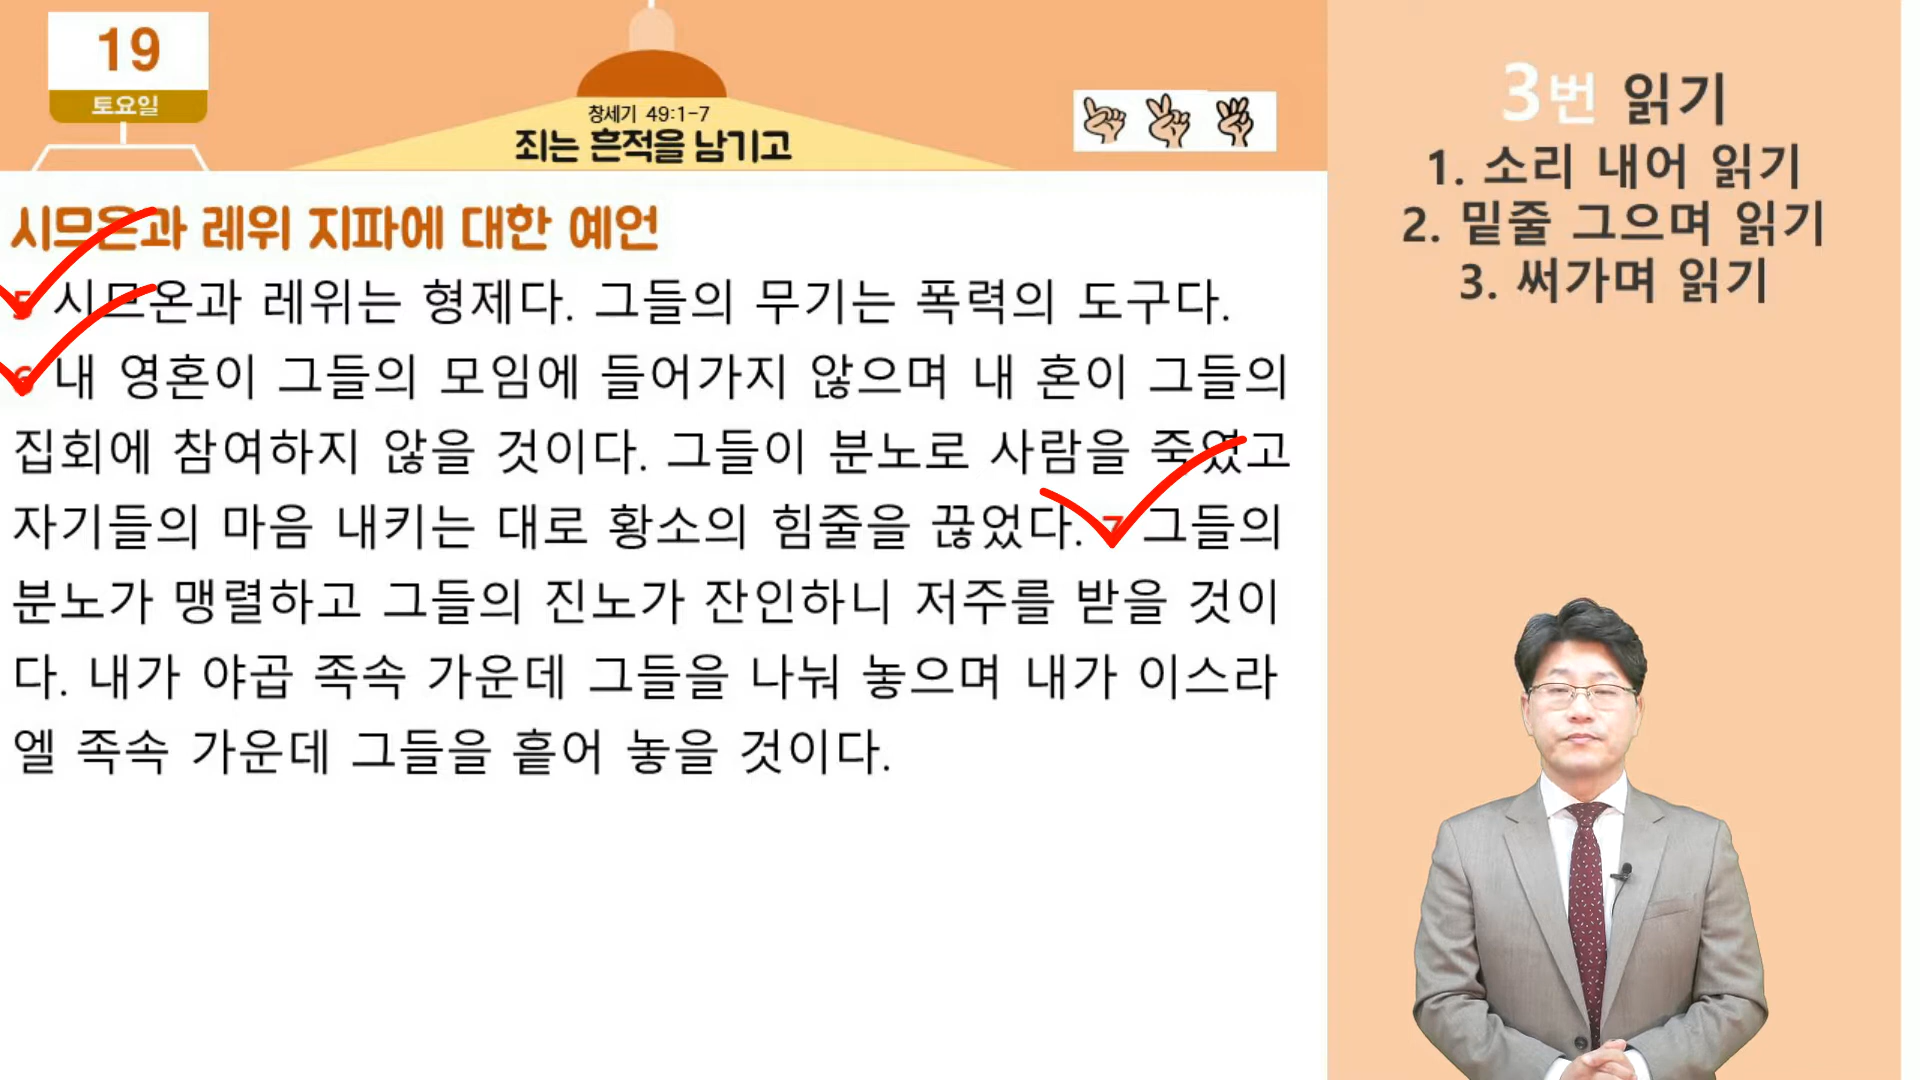 19
토요일
창세기 49:1-7
죄는 흔적을 남기고
시므온과 레위 지파에 대한 예언
5 시므온과 레위는 형제다. 그들의 무기는 폭력의 도구다.
6 내 영혼이 그들의 모임에 들어가지 않으며 내 혼이 그들의
집회에 참여하지 않을 것이다. 그들이 분노로 사람을 죽였고
자기들의 마음 내키는 대로 황소의 힘줄을 끊었다. 7 그들의
분노가 맹렬하고 그들의 진노가 잔인하니 저주를 받을 것이
다. 내가 야곱 족속 가운데 그들을 나눠 놓으며 내가 이스라
엘 족속 가운데 그들을 흩어 놓을 것이다.
3번 읽기
1. 소리 내어 읽기
2. 밑줄 그으며 읽기
3. 써가며 읽기